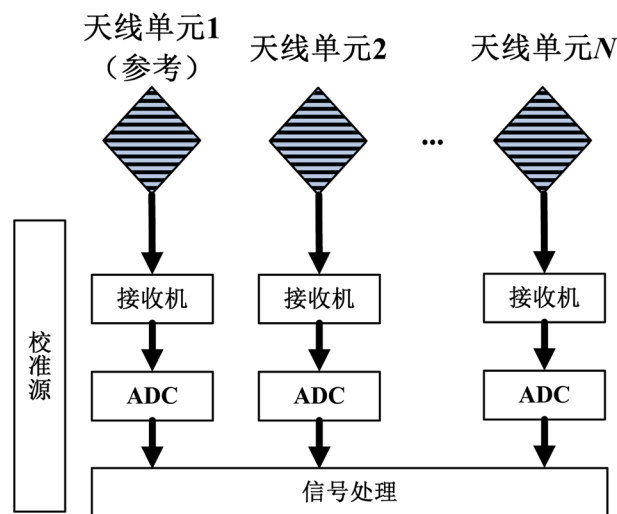 天线单元1
（参考）
天线单元2
天线单元N
...
校准源
接收机
接收机
接收机
ADC
ADC
ADC
信号处理